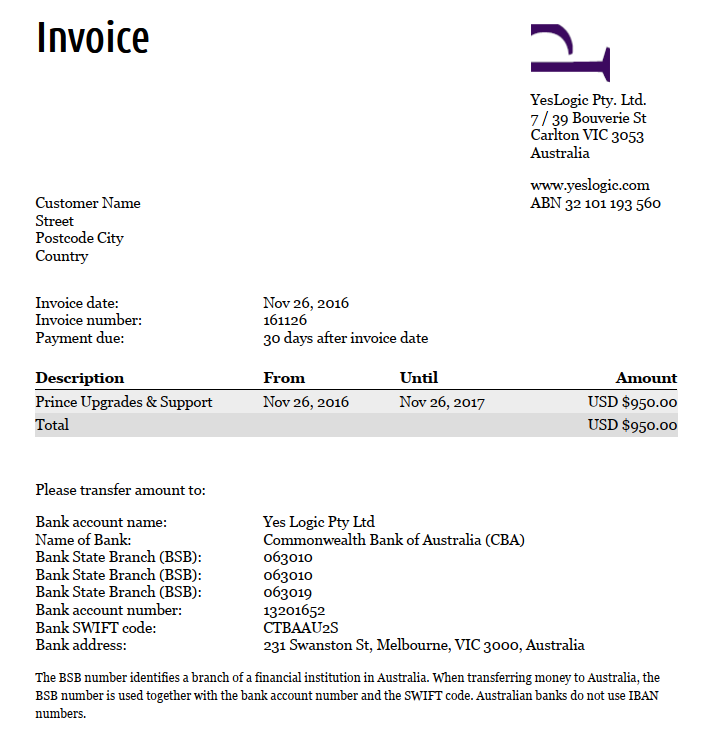 Invoice
YesLogic Pty. Ltd.
7 / 39 Bouverie St
Carlton VIC 3053
Australia
www.yeslogic.com
ABN 32 101 193 560
Customer Name
Street
Postcode City
Country
Invoice date: Nov 26, 2016
Invoice number: 161126
Payment due: 30 days after invoice date
Description From Until Amount
Prince Upgrades & Support Nov 26, 2016 Nov 26, 2017 USD $950.00
Total USD $950.00
Please transfer amount to:
Bank account name: Yes Logic Pty Ltd
Name of Bank: Commonwealth Bank of Australia (CBA)
Bank State Branch (BSB): 063010
Bank State Branch (BSB): 063010
Bank State Branch (BSB): 063019
Bank account number: 13201652
Bank SWIFT code: CTBAAU2S
Bank address: 231 Swanston St, Melbourne, VIC 3000, Australia
The BSB number identifies a branch of a financial institution in Australia. When transferring money to Australia, the
BSB number is used together with the bank account number and the SWIFT code. Australian banks do not use IBAN
numbers.